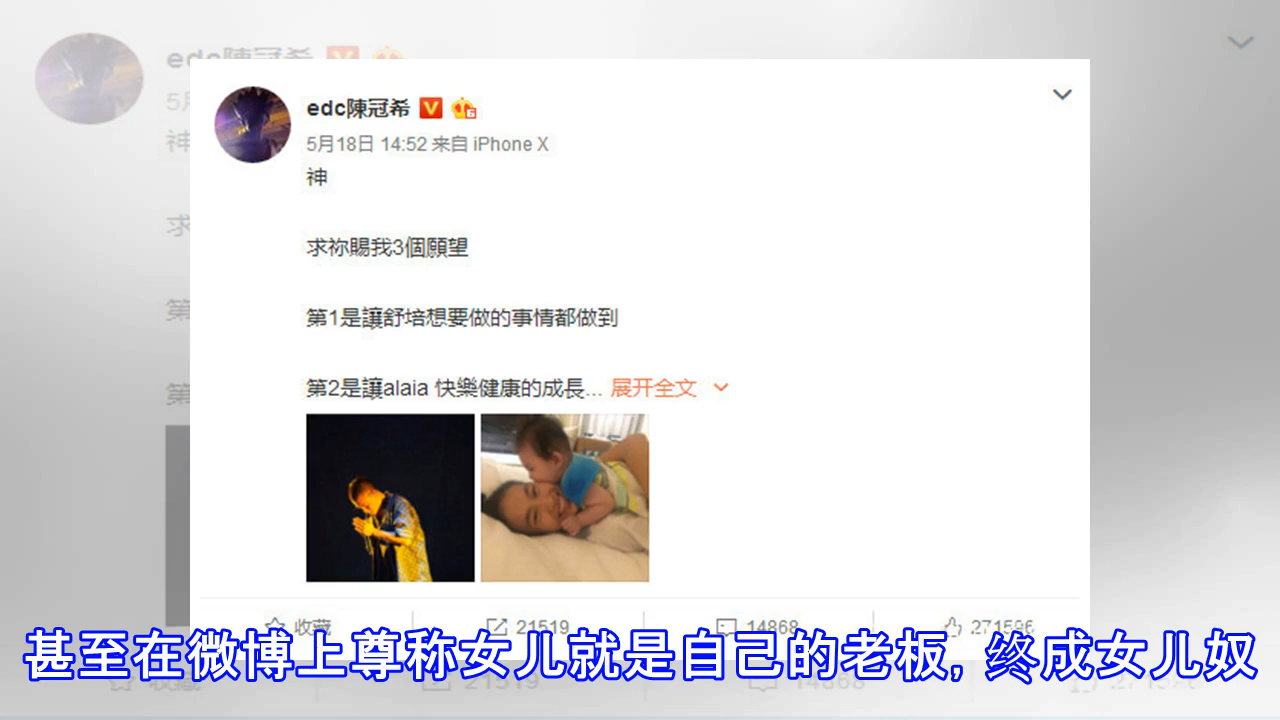 edc陳冠希
5月18日 14:52 来自 iPhone X
神
求祢賜我3個願望
第1是讓舒培想要做的事情都做到
第2是讓alaia 快樂健康的成長... 展开全文
收藏 21519 14868 271596
甚至在微博上尊称女儿就是自己的老板, 终成女儿奴